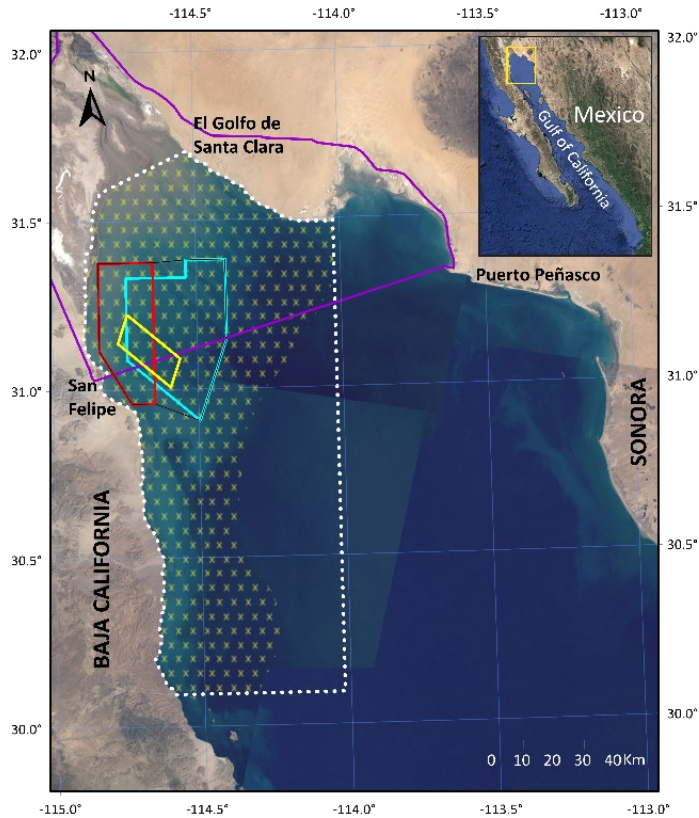 -115.0° -114.5° -114.0° -113.5° -113.0°
32.0° 32.0°
N
El Golfo de
Santa Clara
Mexico
Gulf of California
31.5° 31.5°
Puerto Peñasco
31.0° 31.0°
San
Felipe
SONORA
BAJA CALIFORNIA
30.5° 30.5°
30.0° 30.0°
0 10 20 30 40 Km
-115.0° -114.5° -114.0° -113.5° -113.0°